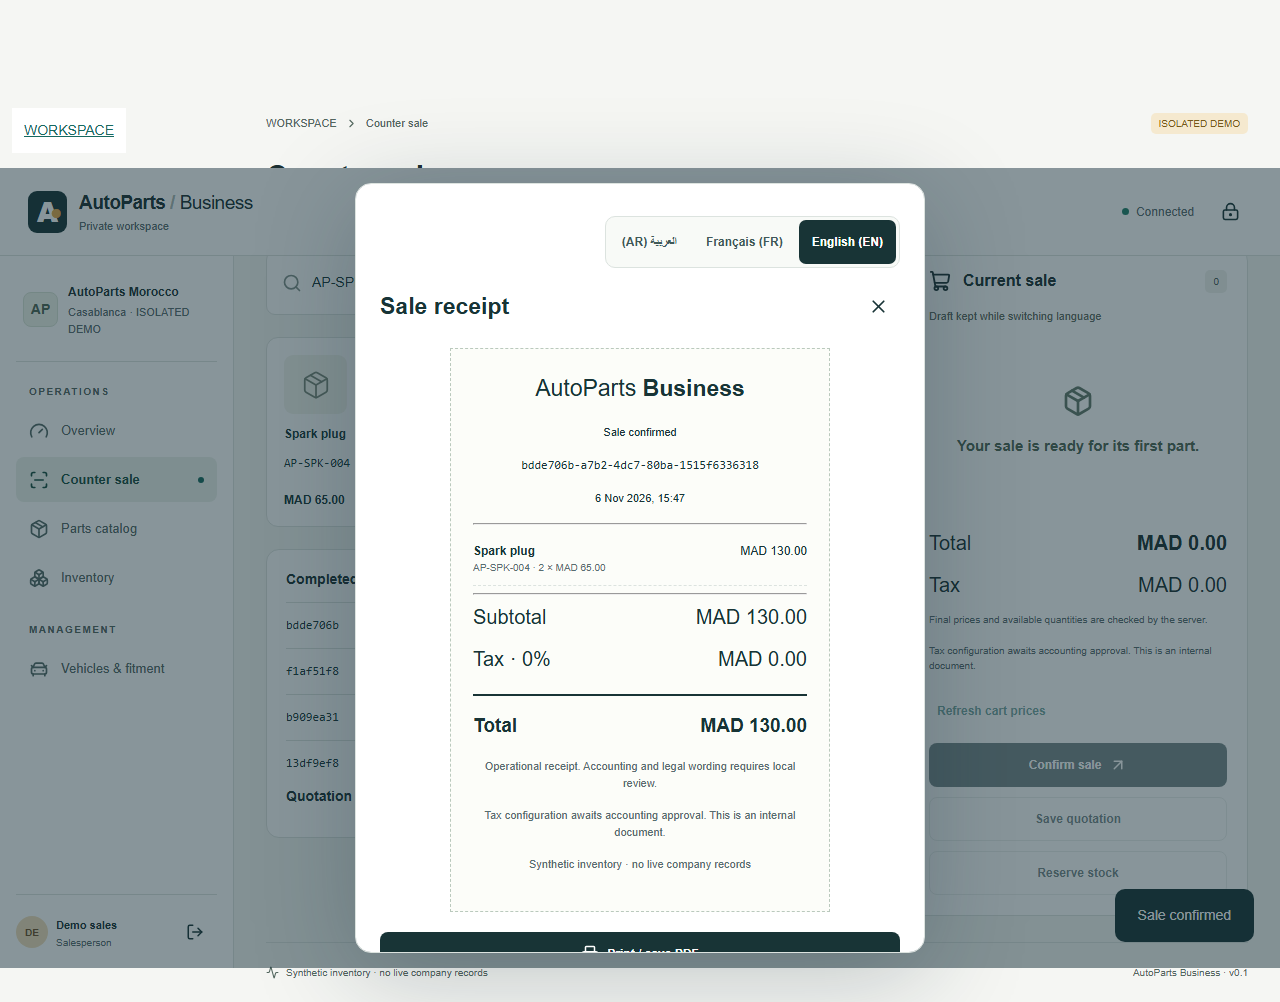 WORKSPACE
WORKSPACE > Counter sale
ISOLATED DEMO
AutoParts / Business
Private workspace
Connected
AP
AutoParts Morocco
Casablanca · ISOLATED
DEMO
OPERATIONS
Overview
Counter sale
Parts catalog
Inventory
MANAGEMENT
Vehicles & fitment
DE
Demo sales
Salesperson
AP-SP
Spark plug
AP-SPK-004
MAD 65.00
Completed
bdde706b
f1af51f8
b909ea31
13df9ef8
Quotation
العربية (AR)
Français (FR)
English (EN)
Sale receipt
AutoParts Business
Sale confirmed
bdde706b-a7b2-4dc7-80ba-1515f6336318
6 Nov 2026, 15:47
Spark plug MAD 130.00
AP-SPK-004 · 2 × MAD 65.00
Subtotal MAD 130.00
Tax · 0% MAD 0.00
Total MAD 130.00
Operational receipt. Accounting and legal wording requires local
review.
Tax configuration awaits accounting approval. This is an internal
document.
Synthetic inventory · no live company records
Print / save PDF
Current sale
0
Draft kept while switching language
Your sale is ready for its first part.
Total MAD 0.00
Tax MAD 0.00
Final prices and available quantities are checked by the server.
Tax configuration awaits accounting approval. This is an internal
document.
Refresh cart prices
Confirm sale
Save quotation
Reserve stock
Sale confirmed
Synthetic inventory · no live company records
AutoParts Business · v0.1